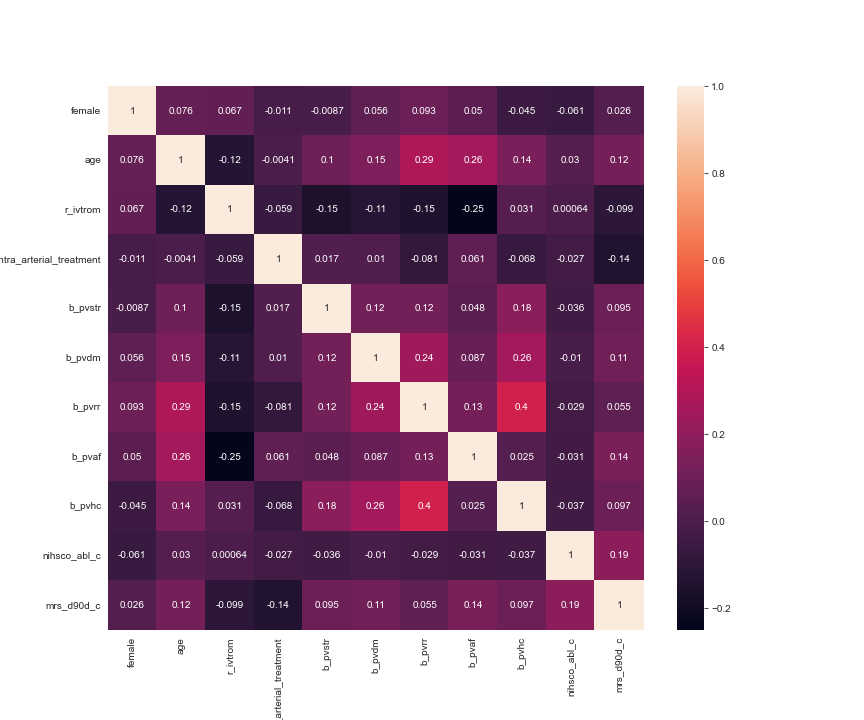 female 1 0.076 0.067 -0.011 -0.0087 0.056 0.093 0.05 -0.045 -0.061 0.026
age 0.076 1 -0.12 -0.0041 0.1 0.15 0.29 0.26 0.14 0.03 0.12
r_ivtrom 0.067 -0.12 1 -0.059 -0.15 -0.11 -0.15 -0.25 0.031 0.00064 -0.099
ntra_arterial_treatment -0.011 -0.0041 -0.059 1 0.017 0.01 -0.081 0.061 -0.068 -0.027 -0.14
b_pvstr -0.0087 0.1 -0.15 0.017 1 0.12 0.12 0.048 0.18 -0.036 0.095
b_pvdm 0.056 0.15 -0.11 0.01 0.12 1 0.24 0.087 0.26 -0.01 0.11
b_pvrr 0.093 0.29 -0.15 -0.081 0.12 0.24 1 0.13 0.4 -0.029 0.055
b_pvaf 0.05 0.26 -0.25 0.061 0.048 0.087 0.13 1 0.025 -0.031 0.14
b_pvhc -0.045 0.14 0.031 -0.068 0.18 0.26 0.4 0.025 1 -0.037 0.097
nihsco_abl_c -0.061 0.03 0.00064 -0.027 -0.036 -0.01 -0.029 -0.031 -0.037 1 0.19
mrs_d90d_c 0.026 0.12 -0.099 -0.14 0.095 0.11 0.055 0.14 0.097 0.19 1
female
age
r_ivtrom
_arterial_treatment
b_pvstr
b_pvdm
b_pvrr
b_pvaf
b_pvhc
nihsco_abl_c
mrs_d90d_c
1.0
0.8
0.6
0.4
0.2
0.0
−0.2